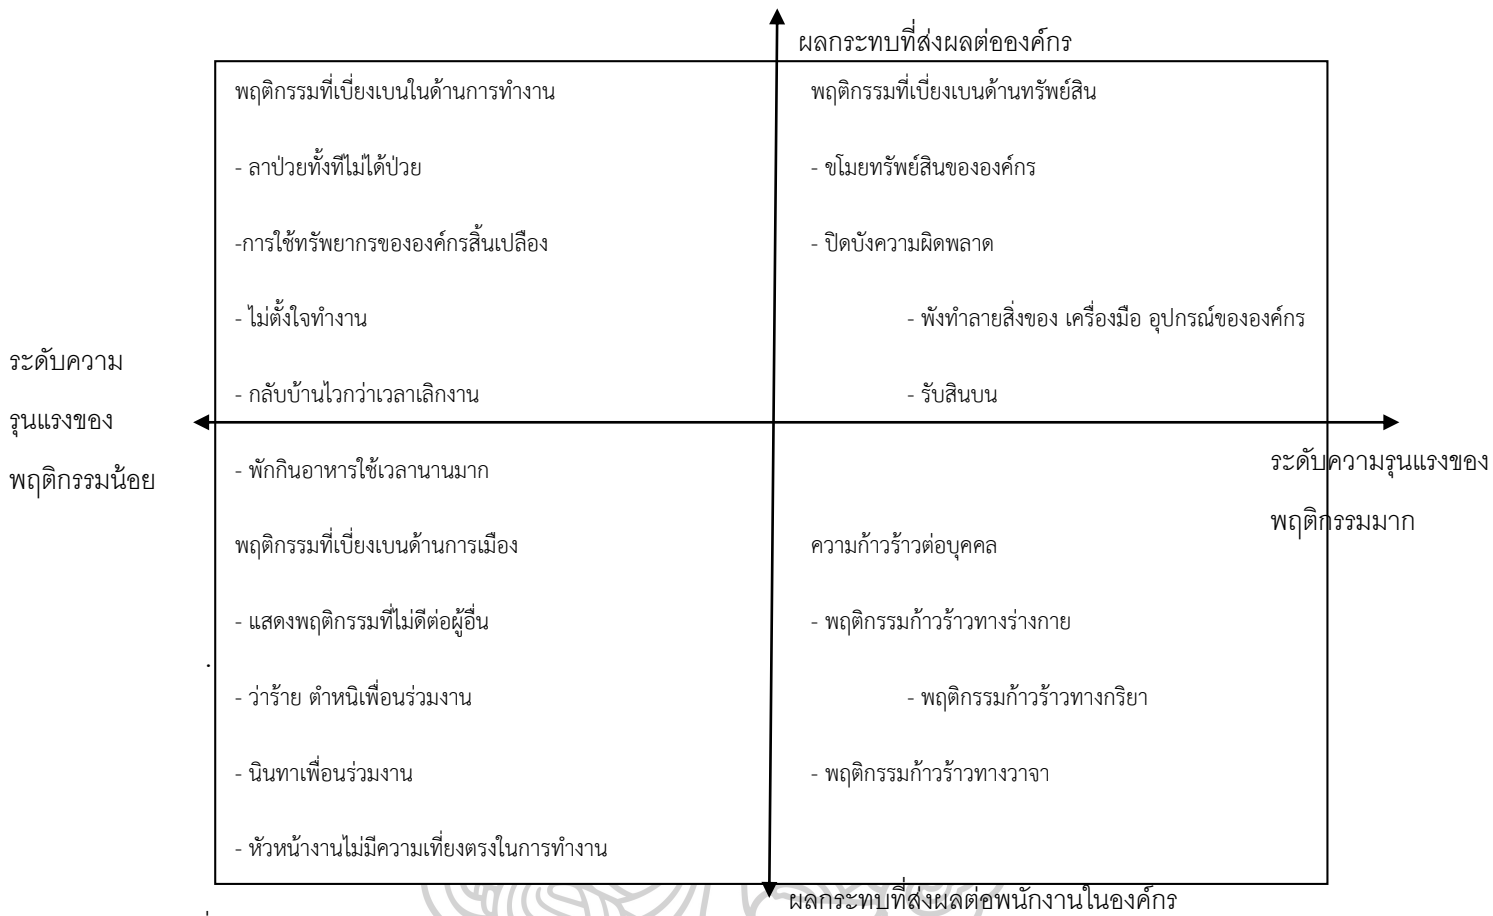 ผลกระทบที่ส่งผลต่อองค์กร
พฤติกรรมที่เบี่ยงเบนในด้านการทำงาน
- ลาป่วยทั้งที่ไม่ได้ป่วย
-การใช้ทรัพยากรขององค์กรสิ้นเปลือง
- ไม่ตั้งใจทำงาน
- กลับบ้านไวกว่าเวลาเลิกงาน
- พักกินอาหารใช้เวลานานมาก
พฤติกรรมที่เบี่ยงเบนด้านทรัพย์สิน
- ขโมยทรัพย์สินขององค์กร
- ปิดบังความผิดพลาด
- พังทำลายสิ่งของ เครื่องมือ อุปกรณ์ขององค์กร
- รับสินบน
ระดับความ
รุนแรงของ
พฤติกรรมน้อย
ระดับความรุนแรงของ
พฤติกรรมมาก
พฤติกรรมที่เบี่ยงเบนด้านการเมือง
- แสดงพฤติกรรมที่ไม่ดีต่อผู้อื่น
- ว่าร้าย ตำหนิเพื่อนร่วมงาน
- นินทาเพื่อนร่วมงาน
- หัวหน้างานไม่มีความเที่ยงตรงในการทำงาน
ความก้าวร้าวต่อบุคคล
- พฤติกรรมก้าวร้าวทางร่างกาย
- พฤติกรรมก้าวร้าวทางกริยา
- พฤติกรรมก้าวร้าวทางวาจา
ผลกระทบที่ส่งผลต่อพนักงานในองค์กร